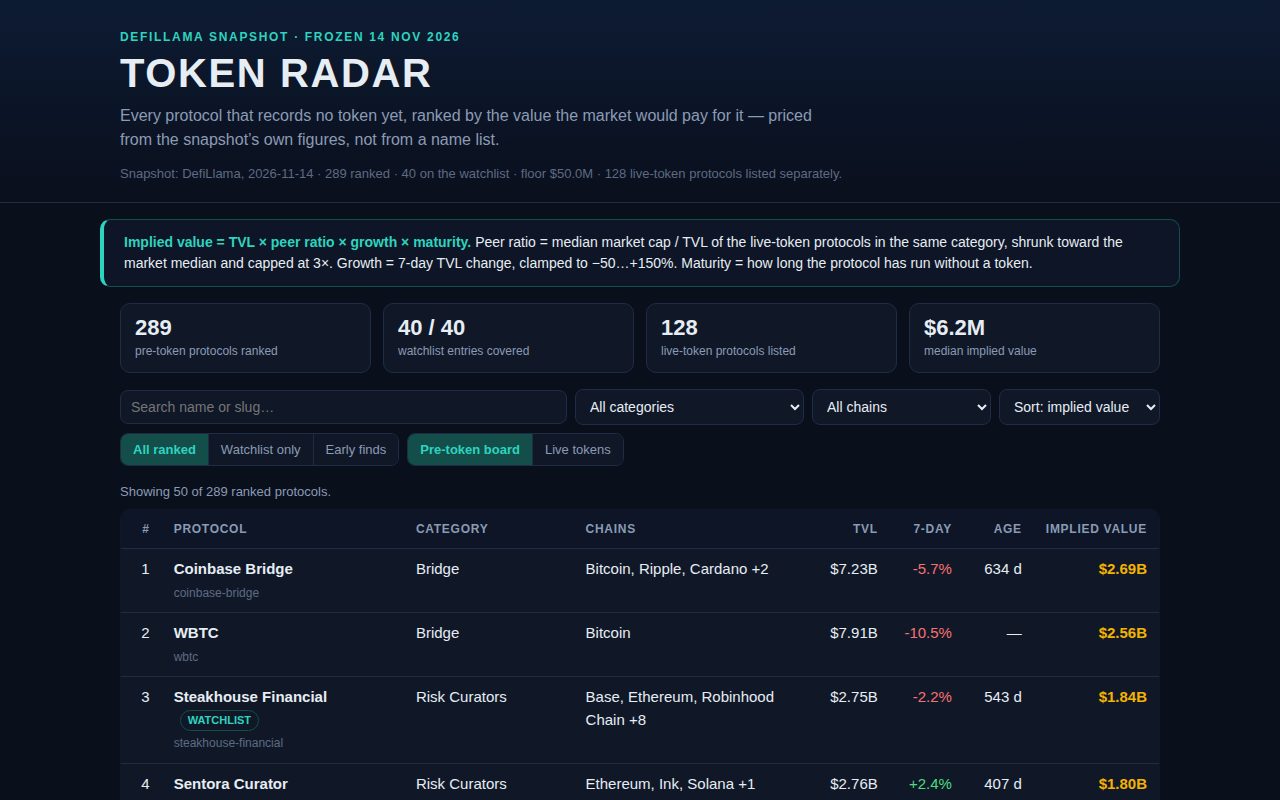 DEFILLAMA SNAPSHOT · FROZEN 14 NOV 2026
TOKEN RADAR
Every protocol that records no token yet, ranked by the value the market would pay for it — priced
from the snapshot's own figures, not from a name list.
Snapshot: DefiLlama, 2026-11-14 · 289 ranked · 40 on the watchlist · floor $50.0M · 128 live-token protocols listed separately.
Implied value = TVL × peer ratio × growth × maturity. Peer ratio = median market cap / TVL of the live-token protocols in the same category, shrunk toward the
market median and capped at 3×. Growth = 7-day TVL change, clamped to −50…+150%. Maturity = how long the protocol has run without a token.
289 40 / 40 128 $6.2M
pre-token protocols ranked watchlist entries covered live-token protocols listed median implied value
Search name or slug… All categories All chains Sort: implied value
All ranked Watchlist only Early finds Pre-token board Live tokens
Showing 50 of 289 ranked protocols.
# PROTOCOL CATEGORY CHAINS TVL 7-DAY AGE IMPLIED VALUE
1 Coinbase Bridge Bridge Bitcoin, Ripple, Cardano +2 $7.23B -5.7% 634 d $2.69B
coinbase-bridge
2 WBTC Bridge Bitcoin $7.91B -10.5% — $2.56B
wbtc
3 Steakhouse Financial Risk Curators Base, Ethereum, Robinhood $2.75B -2.2% 543 d $1.84B
WATCHLIST Chain +8
steakhouse-financial
4 Sentora Curator Risk Curators Ethereum, Ink, Solana +1 $2.76B +2.4% 407 d $1.80B